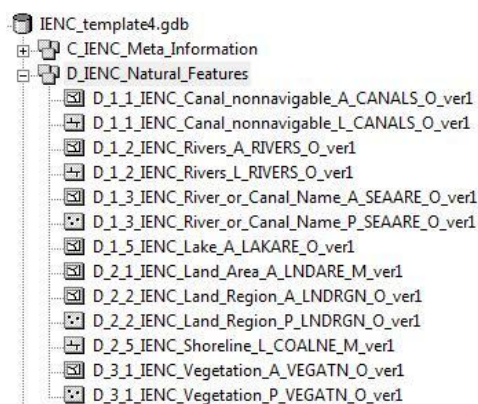 IENC_template4.gdb
C_IENC_Meta_Information
D_IENC_Natural_Features
D_1_1_IENC_Canal_nonnavigable_A_CANALS_O_ver1
D_1_1_IENC_Canal_nonnavigable_L_CANALS_O_ver1
D_1_2_IENC_Rivers_A_RIVERS_O_ver1
D_1_2_IENC_Rivers_L_RIVERS_O_ver1
D_1_3_IENC_River_or_Canal_Name_A_SEAARE_O_ver1
D_1_3_IENC_River_or_Canal_Name_P_SEAARE_O_ver1
D_1_5_IENC_Lake_A_LAKARE_O_ver1
D_2_1_IENC_Land_Area_A_LNDARE_M_ver1
D_2_2_IENC_Land_Region_A_LNDRGN_O_ver1
D_2_2_IENC_Land_Region_P_LNDRGN_O_ver1
D_2_5_IENC_Shoreline_L_COALNE_M_ver1
D_3_1_IENC_Vegetation_A_VEGATN_O_ver1
D_3_1_IENC_Vegetation_P_VEGATN_O_ver1